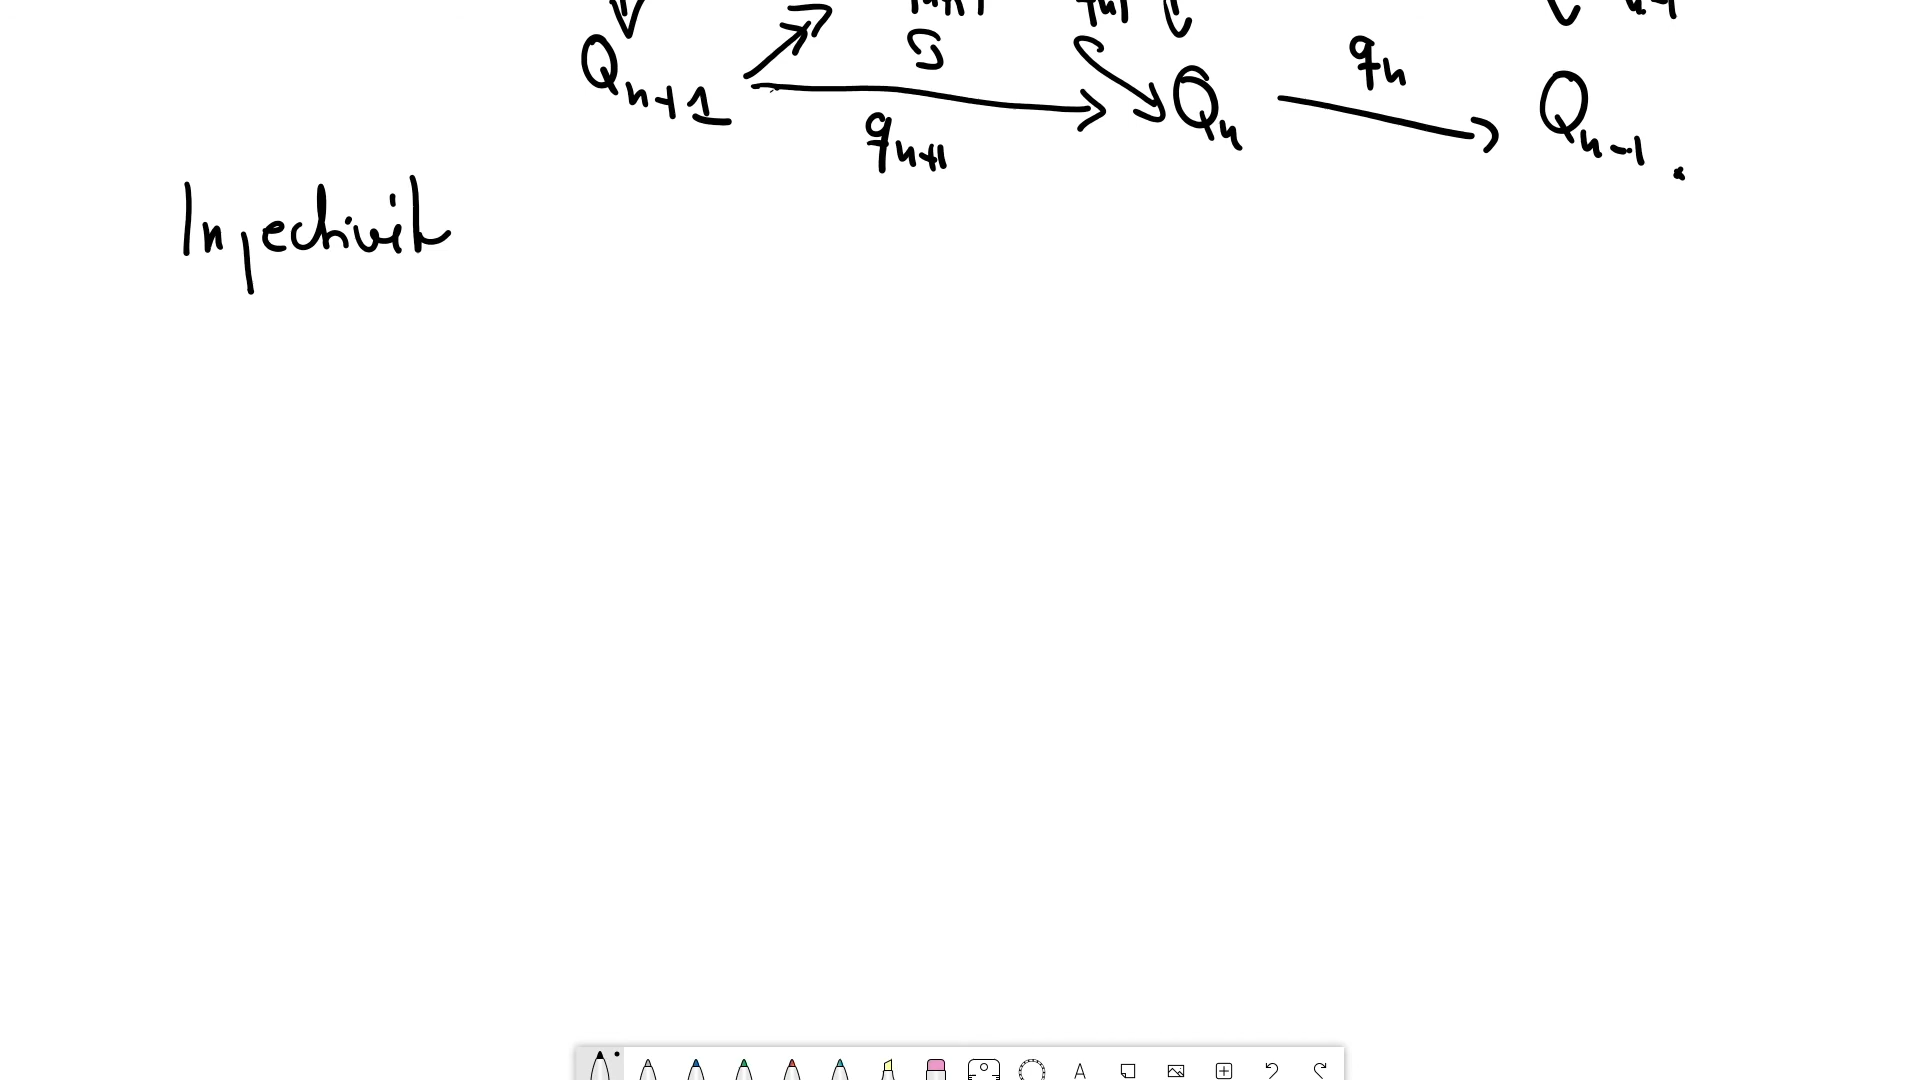 S
q_n
Q_{n+1} Q_n Q_{n-1}.
q_{n+1}
Injectivit